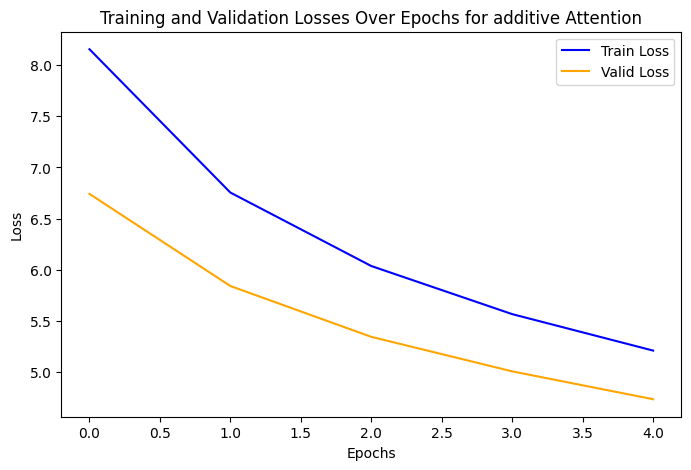 Training and Validation Losses Over Epochs for additive Attention
Train Loss
Valid Loss
8.0
7.5
7.0
6.5
6.0
5.5
5.0
Loss
0.0 0.5 1.0 1.5 2.0 2.5 3.0 3.5 4.0
Epochs